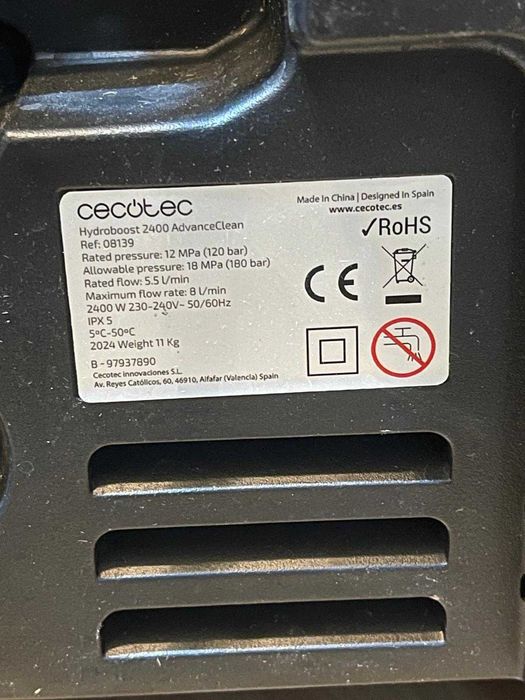 cecotec
Hydroboost 2400 AdvanceClean
Ref: 08139
Rated pressure: 12 MPa (120 bar)
Allowable pressure: 18 MPa (180 bar)
Rated flow: 5.5 l/min
Maximum flow rate: 8 l/min
2400 W 230-240V~ 50/60Hz
IPX 5
5ºC-50ºC
2024 Weight 11 Kg
B-97937890
Cecotec Innovaciones S.L.
Av. Reyes Católicos, 60, 46910, Alfafar (Valencia) Spain
Made in China | Designed in Spain
www.cecotec.es
✓RoHS
CE